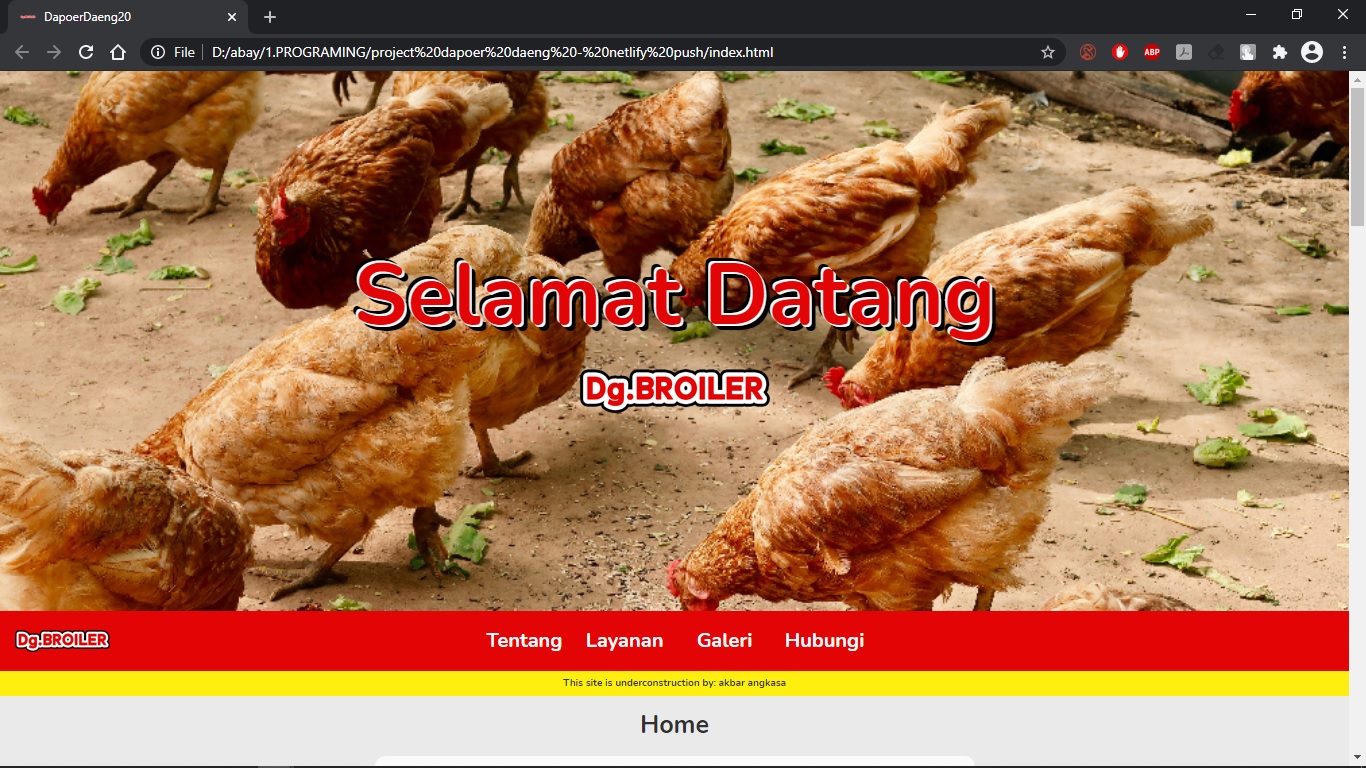 DapoerDaeng20
File D:/abay/1.PROGRAMING/project%20dapoer%20daeng%20-%20netlify%20push/index.html
ABP
Selamat Datang
Dg.BROILER
Dg.BROILER Tentang Layanan Galeri Hubungi
This site is underconstruction by: akbar angkasa
Home